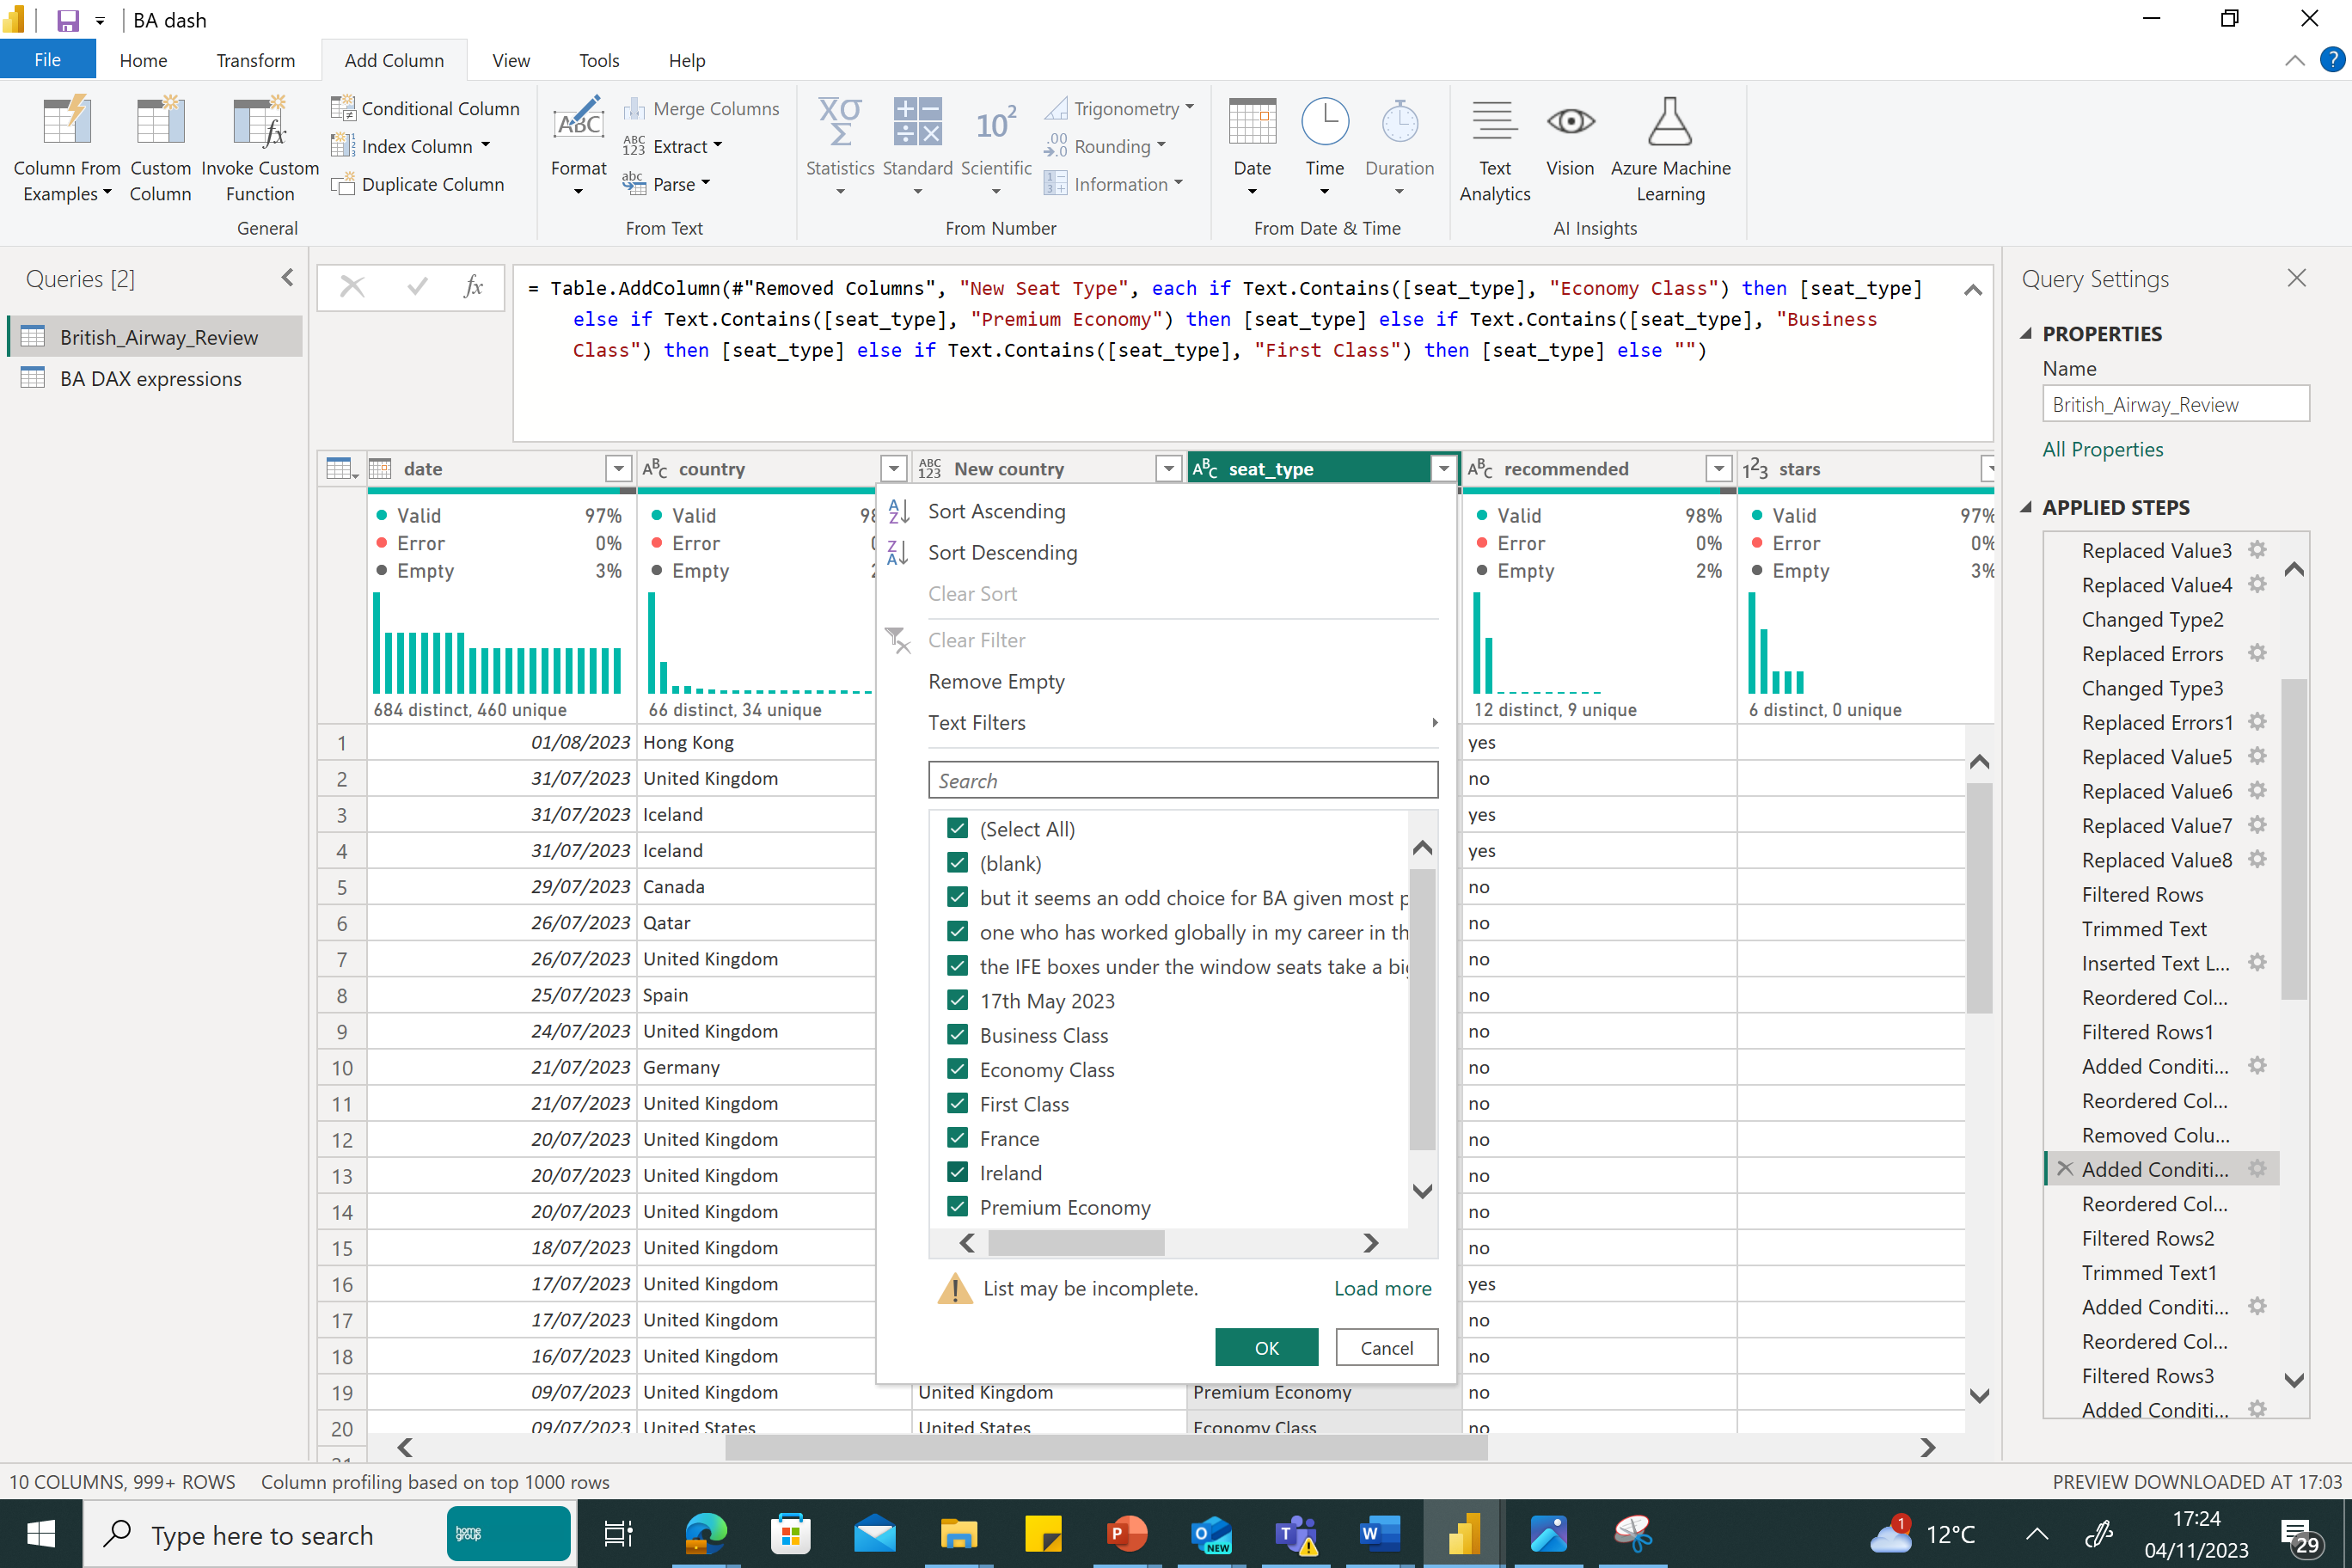 BA dash
File Home Transform Add Column View Tools Help
Column From Examples
Custom Column
Invoke Custom Function
Conditional Column
Index Column
Duplicate Column
General
ABC
Format
Merge Columns
ABC 123 Extract
abc Parse
From Text
XO Σ
Statistics
Standard
10² Scientific
Trigonometry
.00 →.0 Rounding
Information
From Number
Date
Time
Duration
From Date & Time
Text Analytics
Vision
Azure Machine Learning
AI Insights
Queries [2]
British_Airway_Review
BA DAX expressions
fx
= Table.AddColumn(#"Removed Columns", "New Seat Type", each if Text.Contains([seat_type], "Economy Class") then [seat_type]
else if Text.Contains([seat_type], "Premium Economy") then [seat_type] else if Text.Contains([seat_type], "Business
Class") then [seat_type] else if Text.Contains([seat_type], "First Class") then [seat_type] else "")
date ABC country ABC 123 New country ABC seat_type ABC recommended 123 stars
Valid 97% Valid 98 Valid 98% Valid 97%
Error 0% Error Error 0% Error 0%
Empty 3% Empty Empty 2% Empty 3%
684 distinct, 460 unique 66 distinct, 34 unique 12 distinct, 9 unique 6 distinct, 0 unique
1 01/08/2023 Hong Kong yes
2 31/07/2023 United Kingdom no
3 31/07/2023 Iceland yes
4 31/07/2023 Iceland yes
5 29/07/2023 Canada no
6 26/07/2023 Qatar no
7 26/07/2023 United Kingdom no
8 25/07/2023 Spain no
9 24/07/2023 United Kingdom no
10 21/07/2023 Germany no
11 21/07/2023 United Kingdom no
12 20/07/2023 United Kingdom no
13 20/07/2023 United Kingdom no
14 20/07/2023 United Kingdom no
15 18/07/2023 United Kingdom no
16 17/07/2023 United Kingdom yes
17 17/07/2023 United Kingdom no
18 16/07/2023 United Kingdom no
19 09/07/2023 United Kingdom United Kingdom Premium Economy no
20 09/07/2023 United States United States Economy Class no
Sort Ascending
Sort Descending
Clear Sort
Clear Filter
Remove Empty
Text Filters
Search
(Select All)
(blank)
but it seems an odd choice for BA given most p
one who has worked globally in my career in th
the IFE boxes under the window seats take a big
17th May 2023
Business Class
Economy Class
First Class
France
Ireland
Premium Economy
List may be incomplete. Load more
OK Cancel
Query Settings
PROPERTIES
Name
British_Airway_Review
All Properties
APPLIED STEPS
Replaced Value3
Replaced Value4
Changed Type2
Replaced Errors
Changed Type3
Replaced Errors1
Replaced Value5
Replaced Value6
Replaced Value7
Replaced Value8
Filtered Rows
Trimmed Text
Inserted Text L...
Reordered Col...
Filtered Rows1
Added Conditi...
Reordered Col...
Removed Colu...
Added Conditi...
Reordered Col...
Filtered Rows2
Trimmed Text1
Added Conditi...
Reordered Col...
Filtered Rows3
Added Conditi...
10 COLUMNS, 999+ ROWS Column profiling based on top 1000 rows PREVIEW DOWNLOADED AT 17:03
Type here to search
home group
NEW
1 12°C
17:24
04/11/2023
29